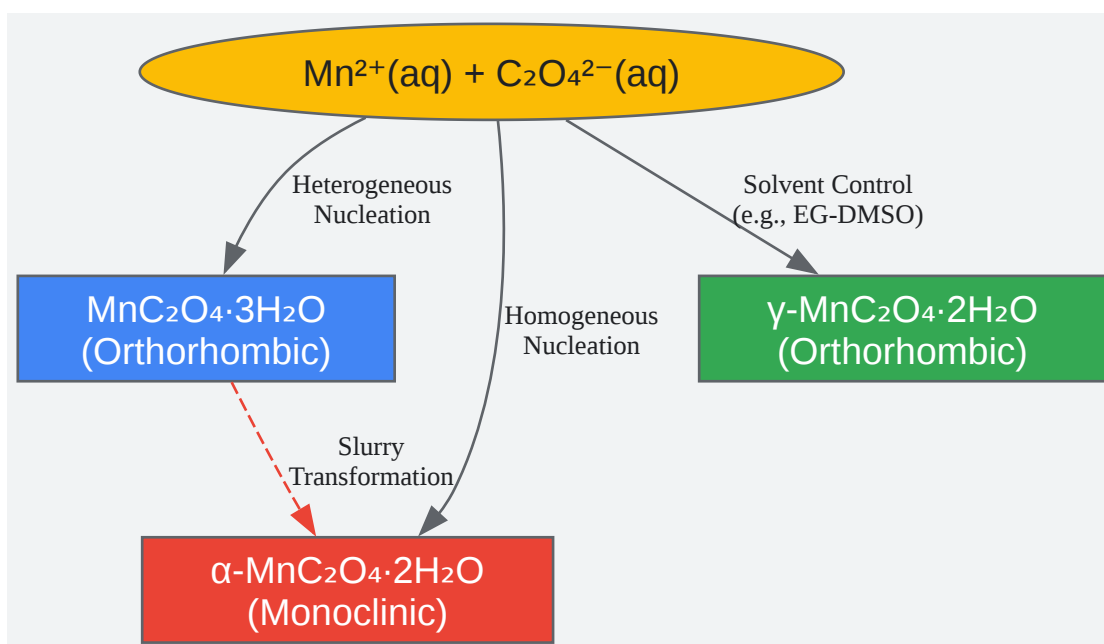 Mn²⁺(aq) + C₂O₄²⁻(aq)
Heterogeneous
Nucleation
Solvent Control
(e.g., EG-DMSO)
MnC₂O₄·3H₂O
(Orthorhombic)
Homogeneous
Nucleation
γ-MnC₂O₄·2H₂O
(Orthorhombic)
Slurry
Transformation
α-MnC₂O₄·2H₂O
(Monoclinic)